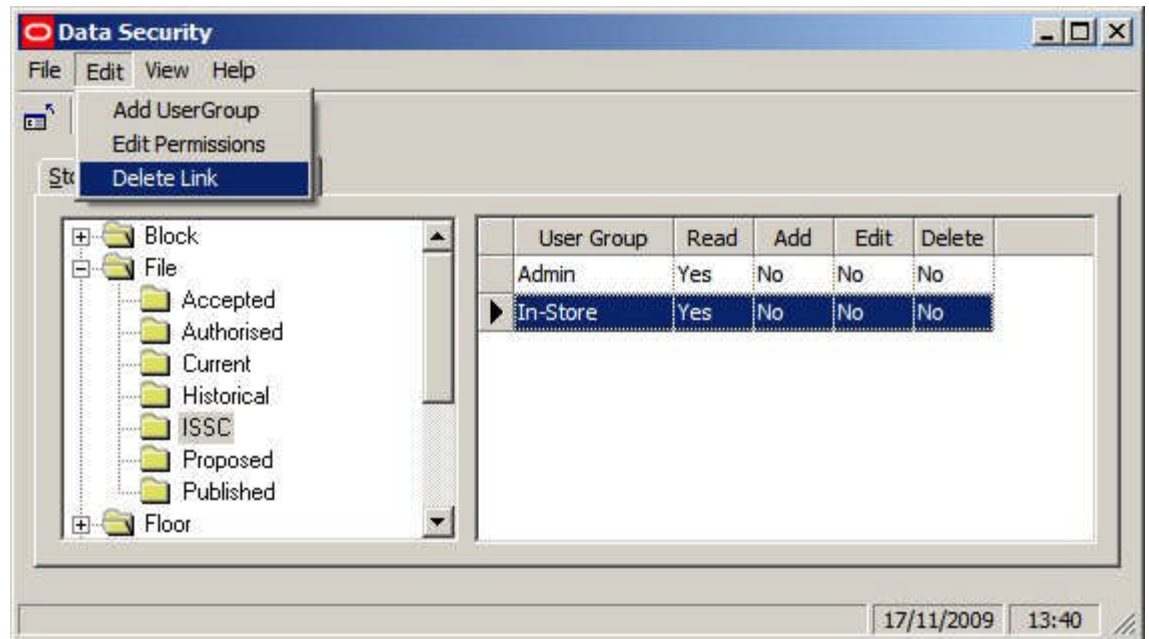 Data Security
File Edit View Help
Add UserGroup
Edit Permissions
Delete Link
Block
File
Accepted
Authorised
Current
Historical
ISSC
Proposed
Published
Floor
User Group Read Add Edit Delete
Admin Yes No No No
In-Store Yes No No No
17/11/2009 13:40